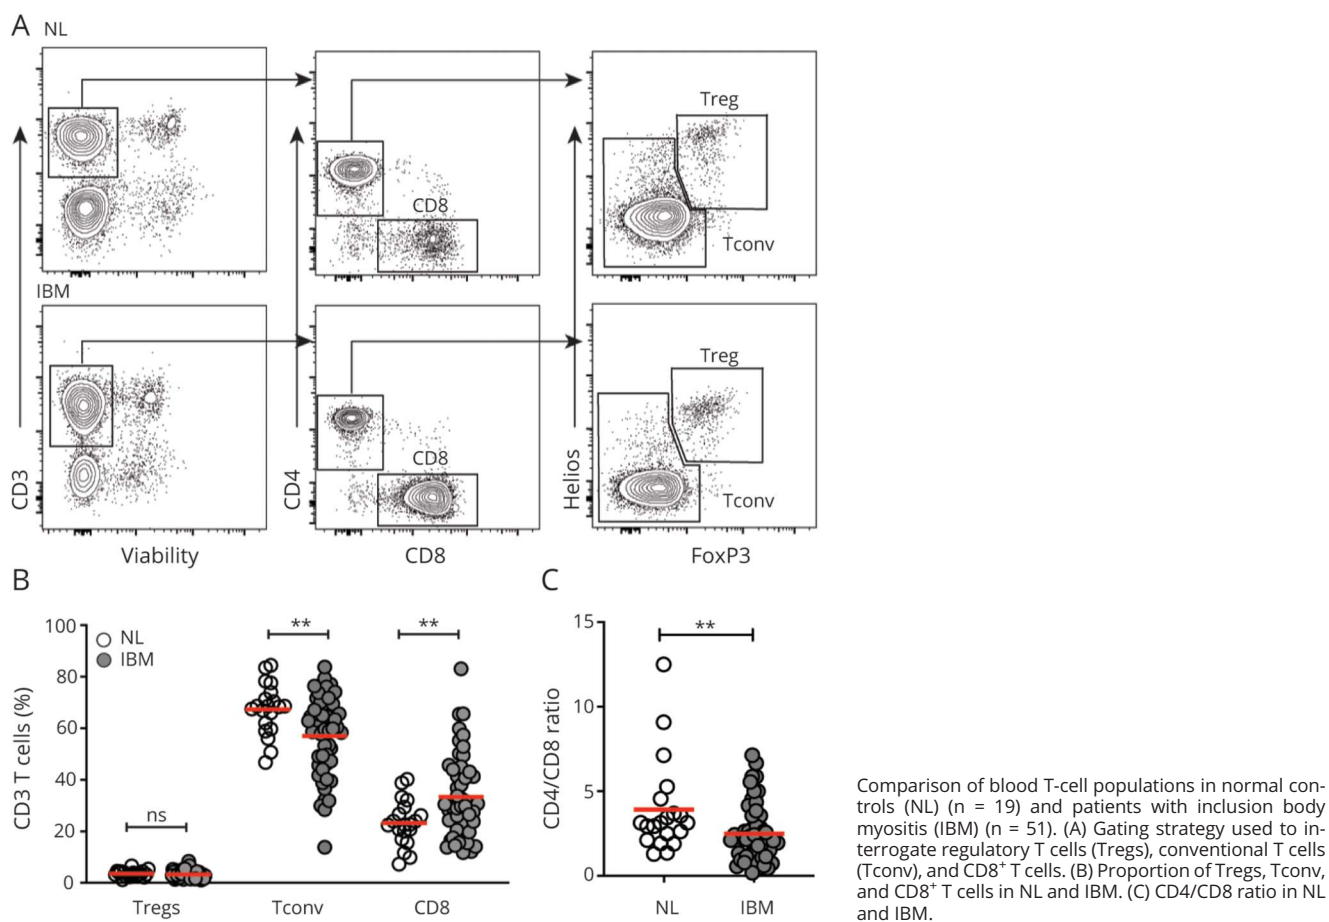 A
NL
Treg
CD8
Tconv
IBM
Treg
CD8
Tconv
CD3
CD4
Helios
Viability
CD8
FoxP3
B
C
100
80
60
40
20
0
CD3 T cells (%)
NL
IBM
ns
**
**
Tregs
Tconv
CD8
15
10
5
0
CD4/CD8 ratio
**
NL
IBM
Comparison of blood T-cell populations in normal con-
trols (NL) (n = 19) and patients with inclusion body
myositis (IBM) (n = 51). (A) Gating strategy used to in-
terrogate regulatory T cells (Tregs), conventional T cells
(Tconv), and CD8⁺ T cells. (B) Proportion of Tregs, Tconv,
and CD8⁺ T cells in NL and IBM. (C) CD4/CD8 ratio in NL
and IBM.